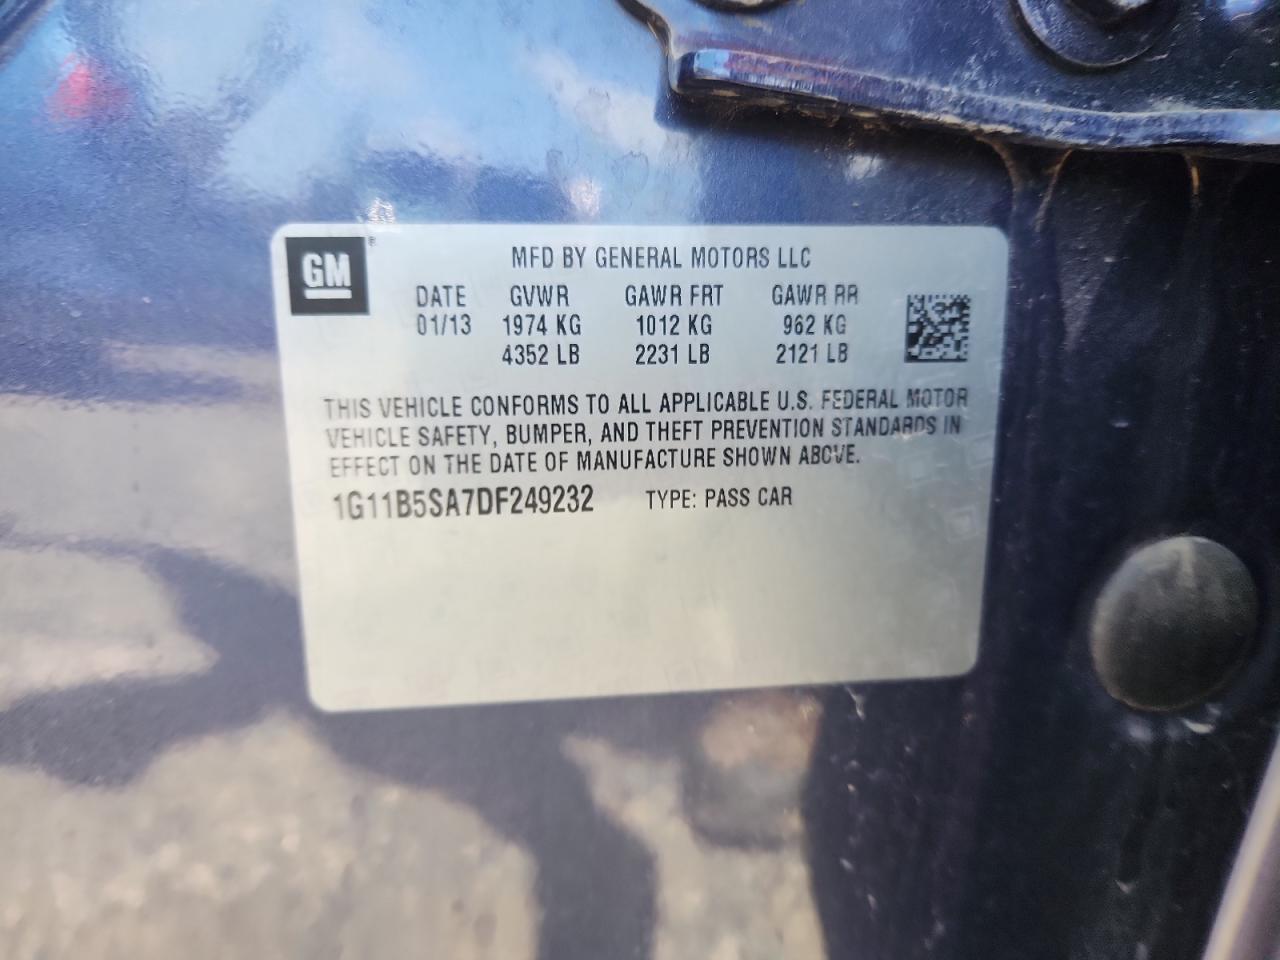 GM ®
MFD BY GENERAL MOTORS LLC
DATE GVWR GAWR FRT GAWR RR
01/13 1974 KG 1012 KG 962 KG
4352 LB 2231 LB 2121 LB
THIS VEHICLE CONFORMS TO ALL APPLICABLE U.S. FEDERAL MOTOR
VEHICLE SAFETY, BUMPER, AND THEFT PREVENTION STANDARDS IN
EFFECT ON THE DATE OF MANUFACTURE SHOWN ABOVE.
1G11B5SA7DF249232 TYPE: PASS CAR